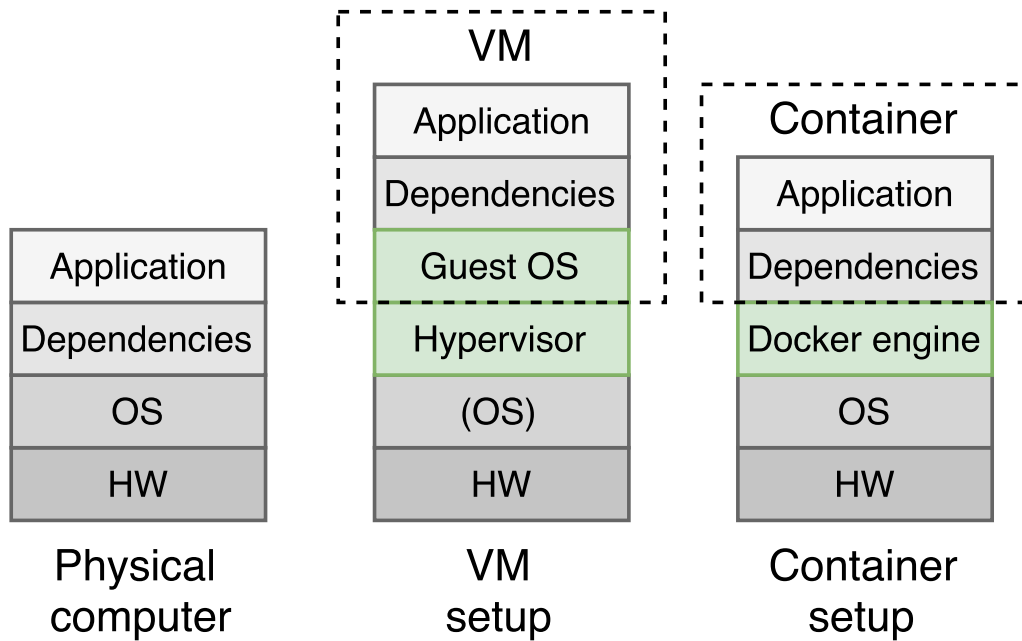 VM
Application
Dependencies
Guest OS
Hypervisor
(OS)
HW
VM
setup
Container
Application
Dependencies
Docker engine
OS
HW
Container
setup
Application
Dependencies
OS
HW
Physical
computer